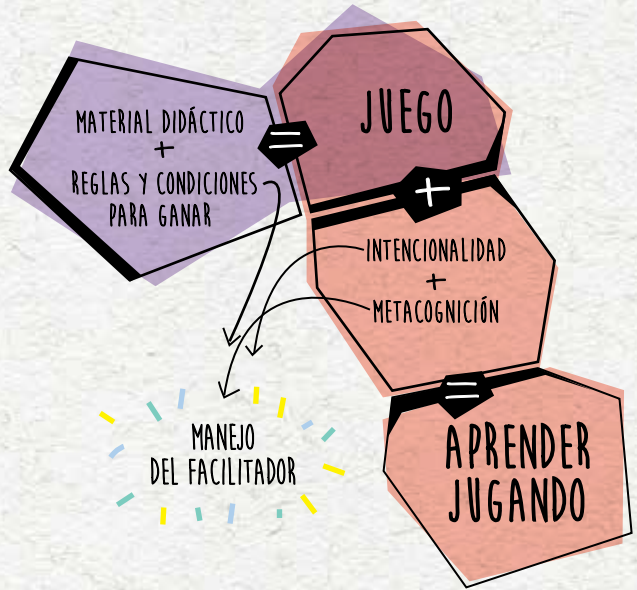 MATERIAL DIDÁCTICO
+
REGLAS Y CONDICIONES
PARA GANAR
=
JUEGO
+
INTENCIONALIDAD
+
METACOGNICIÓN
=
APRENDER
JUGANDO
MANEJO
DEL FACILITADOR